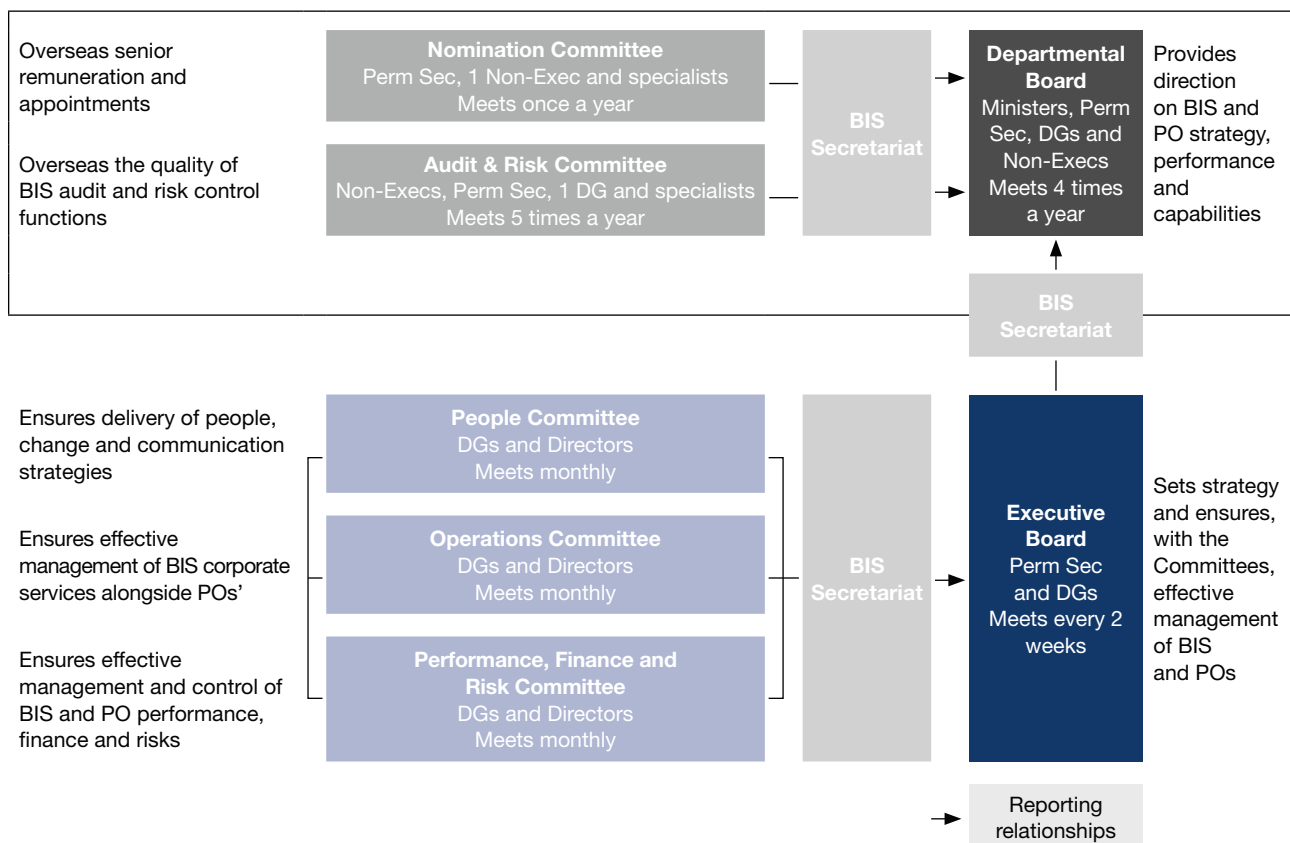 Overseas senior
remuneration and
appointments
Nomination Committee
Perm Sec, 1 Non-Exec and specialists
Meets once a year
Overseas the quality of
BIS audit and risk control
functions
Audit & Risk Committee
Non-Execs, Perm Sec, 1 DG and specialists
Meets 5 times a year
BIS
Secretariat
Departmental
Board
Ministers, Perm
Sec, DGs and
Non-Execs
Meets 4 times
a year
Provides
direction
on BIS and
PO strategy,
performance
and
capabilities
BIS
Secretariat
Ensures delivery of people,
change and communication
strategies
People Committee
DGs and Directors
Meets monthly
Ensures effective
management of BIS corporate
services alongside POs’
Operations Committee
DGs and Directors
Meets monthly
Ensures effective
management and control of
BIS and PO performance,
finance and risks
Performance, Finance and
Risk Committee
DGs and Directors
Meets monthly
BIS
Secretariat
Executive
Board
Perm Sec
and DGs
Meets every 2
weeks
Sets strategy
and ensures,
with the
Committees,
effective
management
of BIS
and POs
Reporting
relationships